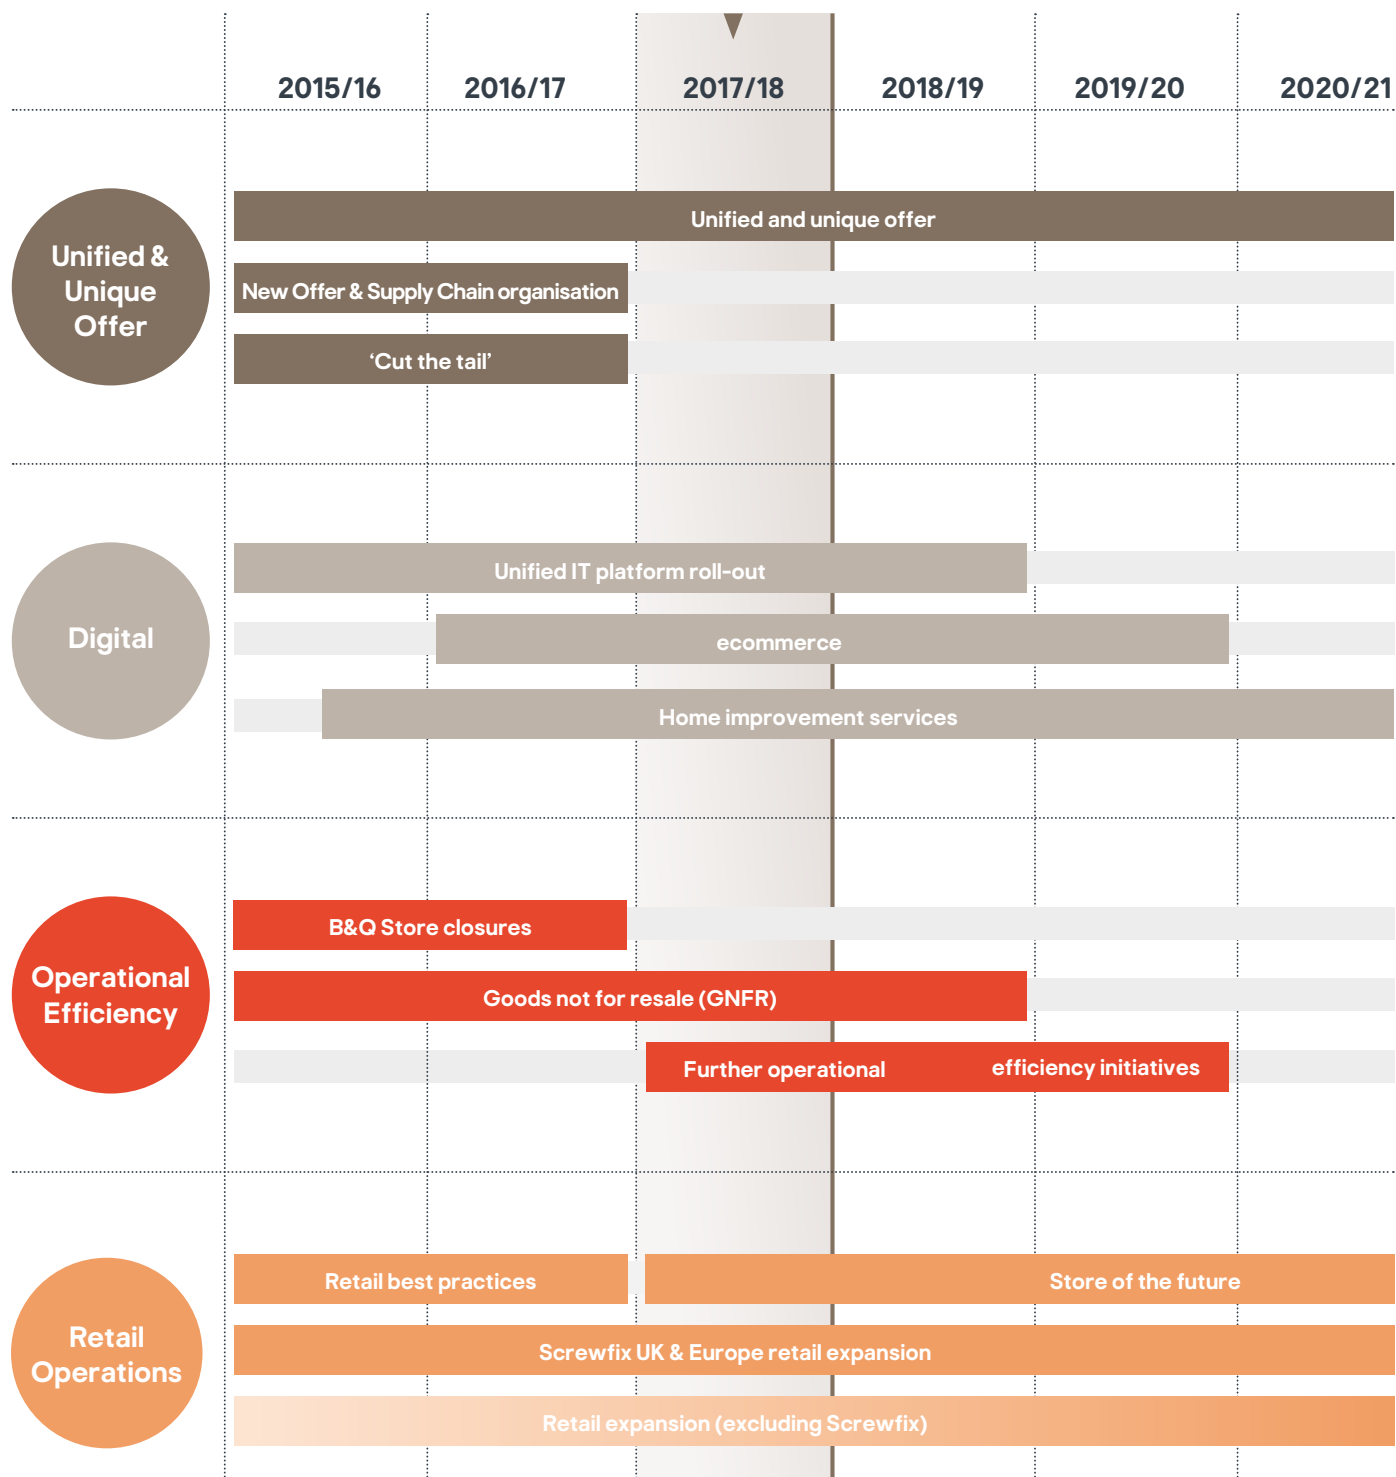 2015/16 2016/17 2017/18 2018/19 2019/20 2020/21
Unified &
Unique
Offer
Unified and unique offer
New Offer & Supply Chain organisation
‘Cut the tail’
Digital
Unified IT platform roll-out
ecommerce
Home improvement services
Operational
Efficiency
B&Q Store closures
Goods not for resale (GNFR)
Further operational efficiency initiatives
Retail
Operations
Retail best practices
Store of the future
Screwfix UK & Europe retail expansion
Retail expansion (excluding Screwfix)